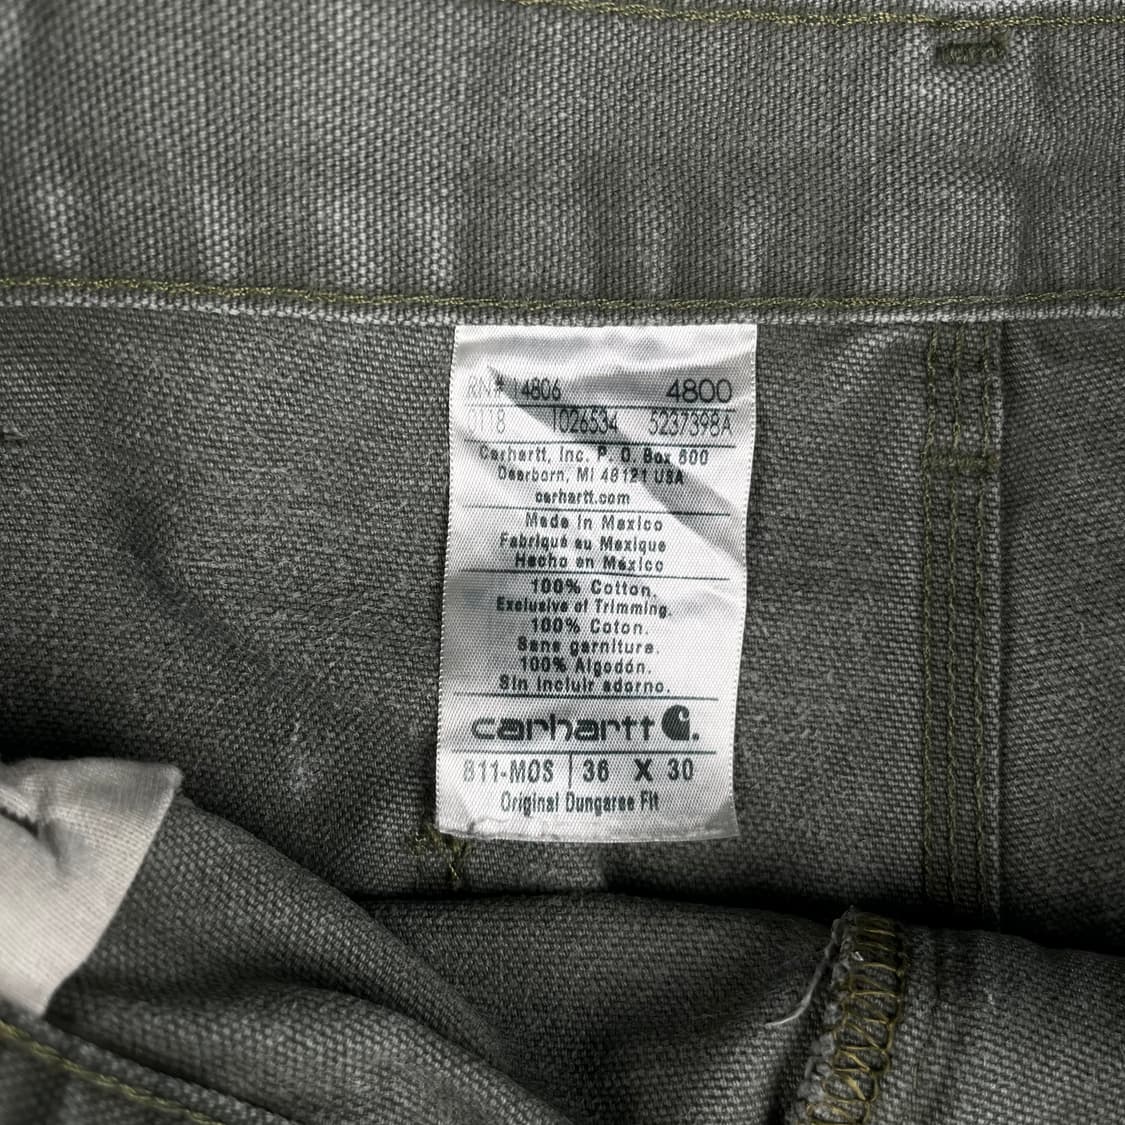 RN# 14806 4800
0118 1026534 5237398A
Carhartt, Inc. P. O. Box 600
Dearborn, MI 48121 USA
carhartt.com
Made in Mexico
Fabriqué au Mexique
Hecho en México
100% Cotton.
Exclusive of Trimming.
100% Coton.
Sans garniture.
100% Algodón.
Sin incluir adorno.
carhartt
B11-MOS 36 X 30
Original Dungaree Fit